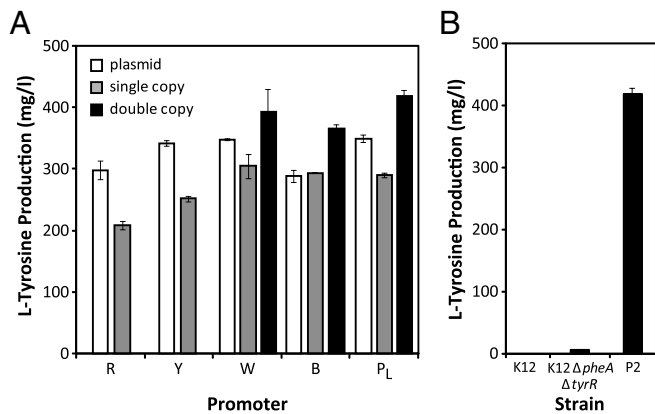 A
L-Tyrosine Production (mg/l)
500
400
300
200
100
0
plasmid
single copy
double copy
R Y W B PL
Promoter
B
L-Tyrosine Production (mg/l)
500
400
300
200
100
0
K12 K12 ΔpheA P2
ΔtyrR
Strain